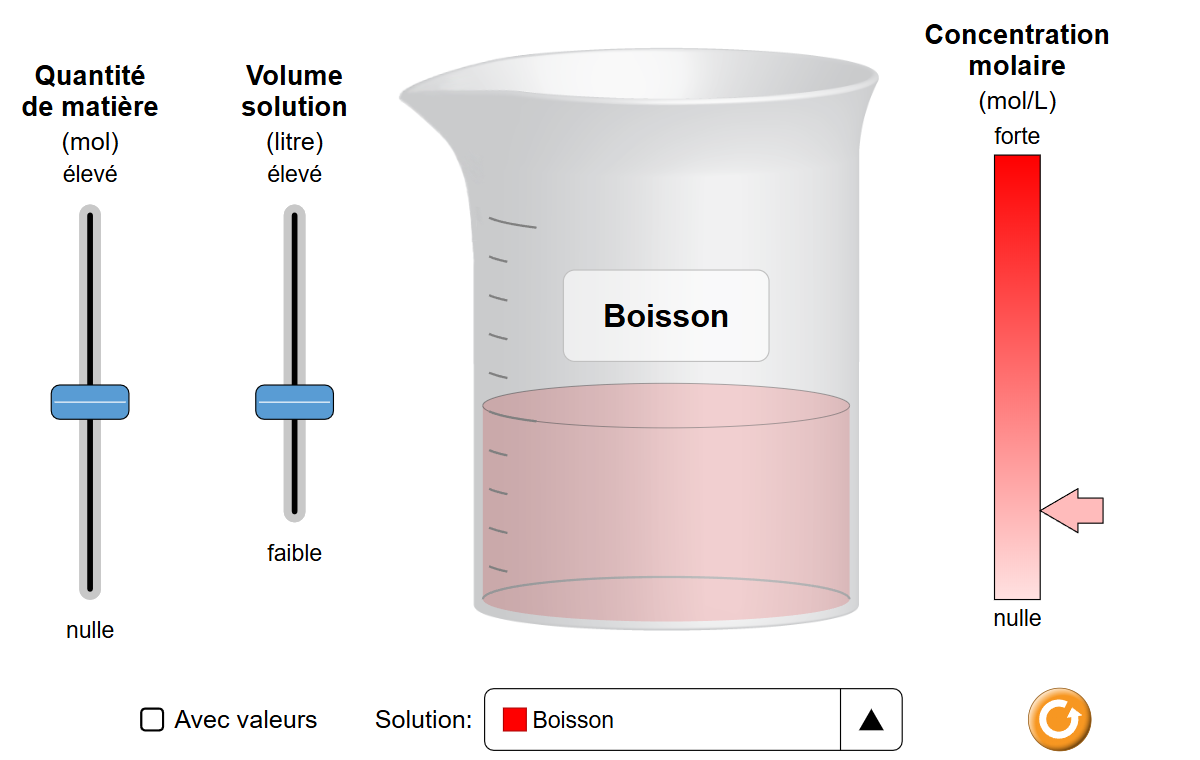 Quantité
de matière
(mol)
élevé
nulle
Volume
solution
(litre)
élevé
faible
Boisson
Concentration
molaire
(mol/L)
forte
nulle
Avec valeurs
Solution:
Boisson